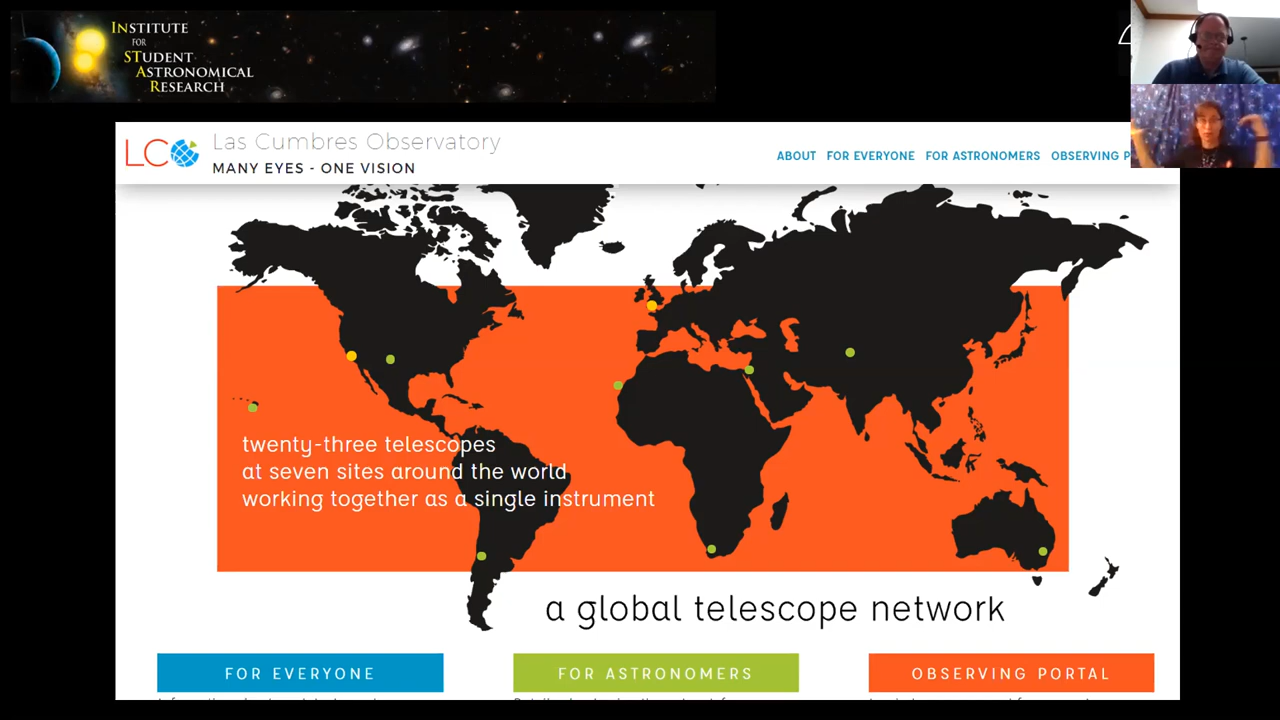 INSTITUTE
FOR
STUDENT
ASTRONOMICAL
RESEARCH
LCO
Las Cumbres Observatory
MANY EYES - ONE VISION
ABOUT FOR EVERYONE FOR ASTRONOMERS OBSERVING P
twenty-three telescopes
at seven sites around the world
working together as a single instrument
a global telescope network
FOR EVERYONE
FOR ASTRONOMERS
OBSERVING PORTAL